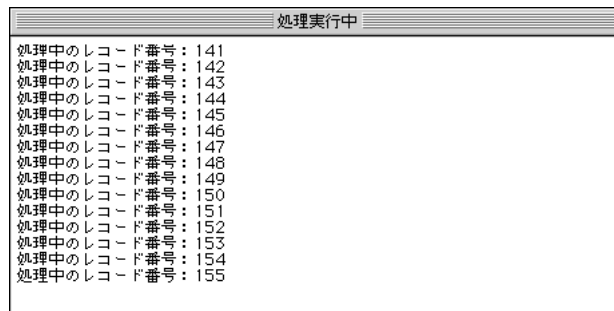 処理実行中
処理中のレコード番号：141
処理中のレコード番号：142
処理中のレコード番号：143
処理中のレコード番号：144
処理中のレコード番号：145
処理中のレコード番号：146
処理中のレコード番号：147
処理中のレコード番号：148
処理中のレコード番号：149
処理中のレコード番号：150
処理中のレコード番号：151
処理中のレコード番号：152
処理中のレコード番号：153
処理中のレコード番号：154
処理中のレコード番号：155